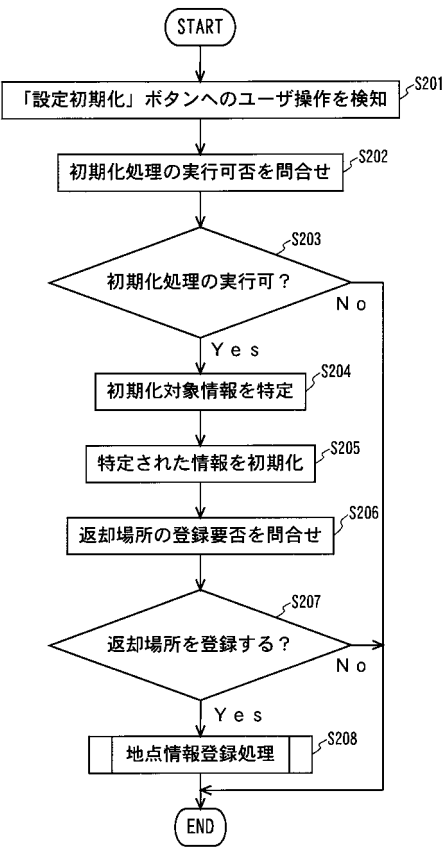 START
S201
「設定初期化」ボタンへのユーザ操作を検知
S202
初期化処理の実行可否を問合せ
S203
初期化処理の実行可？
No
Yes
S204
初期化対象情報を特定
S205
特定された情報を初期化
S206
返却場所の登録要否を問合せ
S207
返却場所を登録する？
No
Yes
S208
地点情報登録処理
END